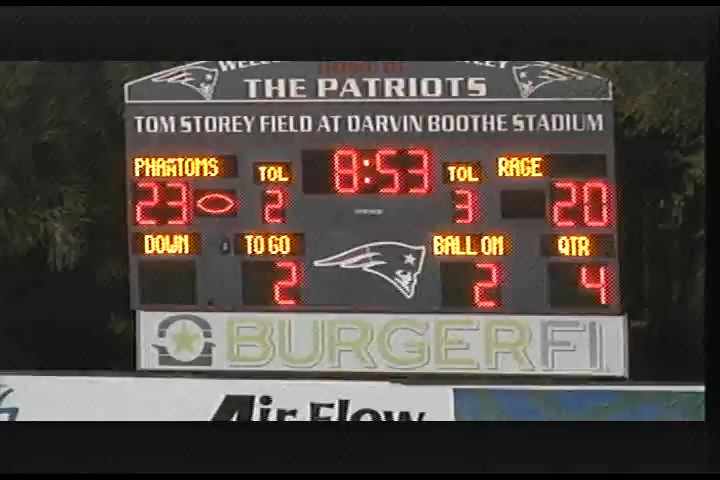 THE PATRIOTS
TOM STOREY FIELD AT DARVIN BOOTHE STADIUM
PHANTOMS TOL 8:53 TOL RAGE
23 2 3 20
DOWN TO GO BALL ON QTR
2 2 4
BURGERFI
Air Flow